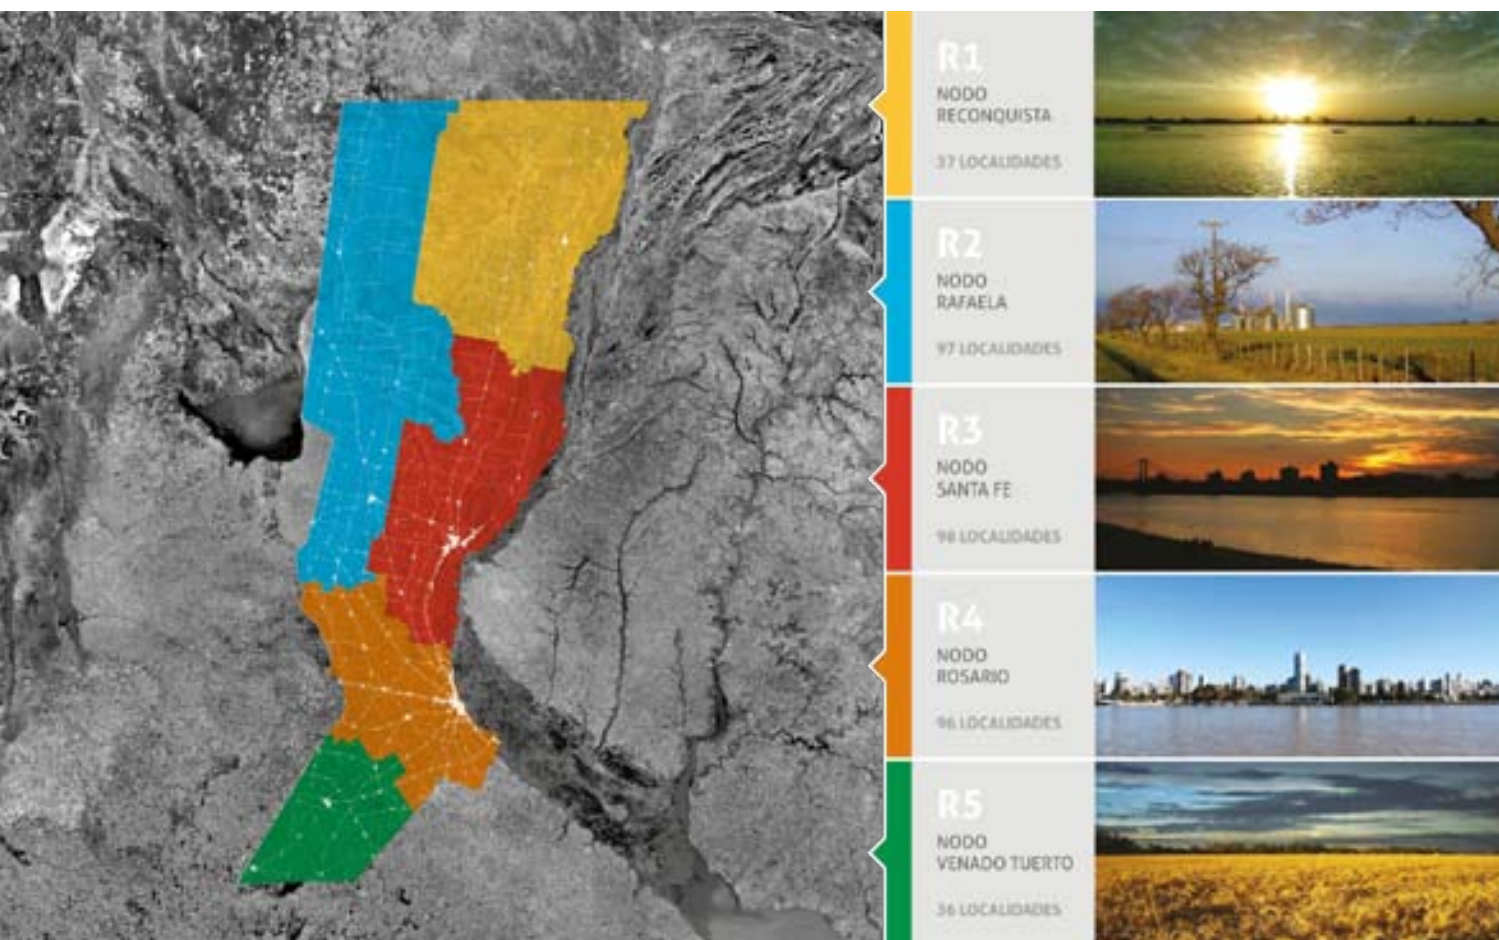 R1
NODO
RECONQUISTA
37 LOCALIDADES
R2
NODO
RAFAELA
97 LOCALIDADES
R3
NODO
SANTA FE
98 LOCALIDADES
R4
NODO
ROSARIO
96 LOCALIDADES
R5
NODO
VENADO TUERTO
36 LOCALIDADES